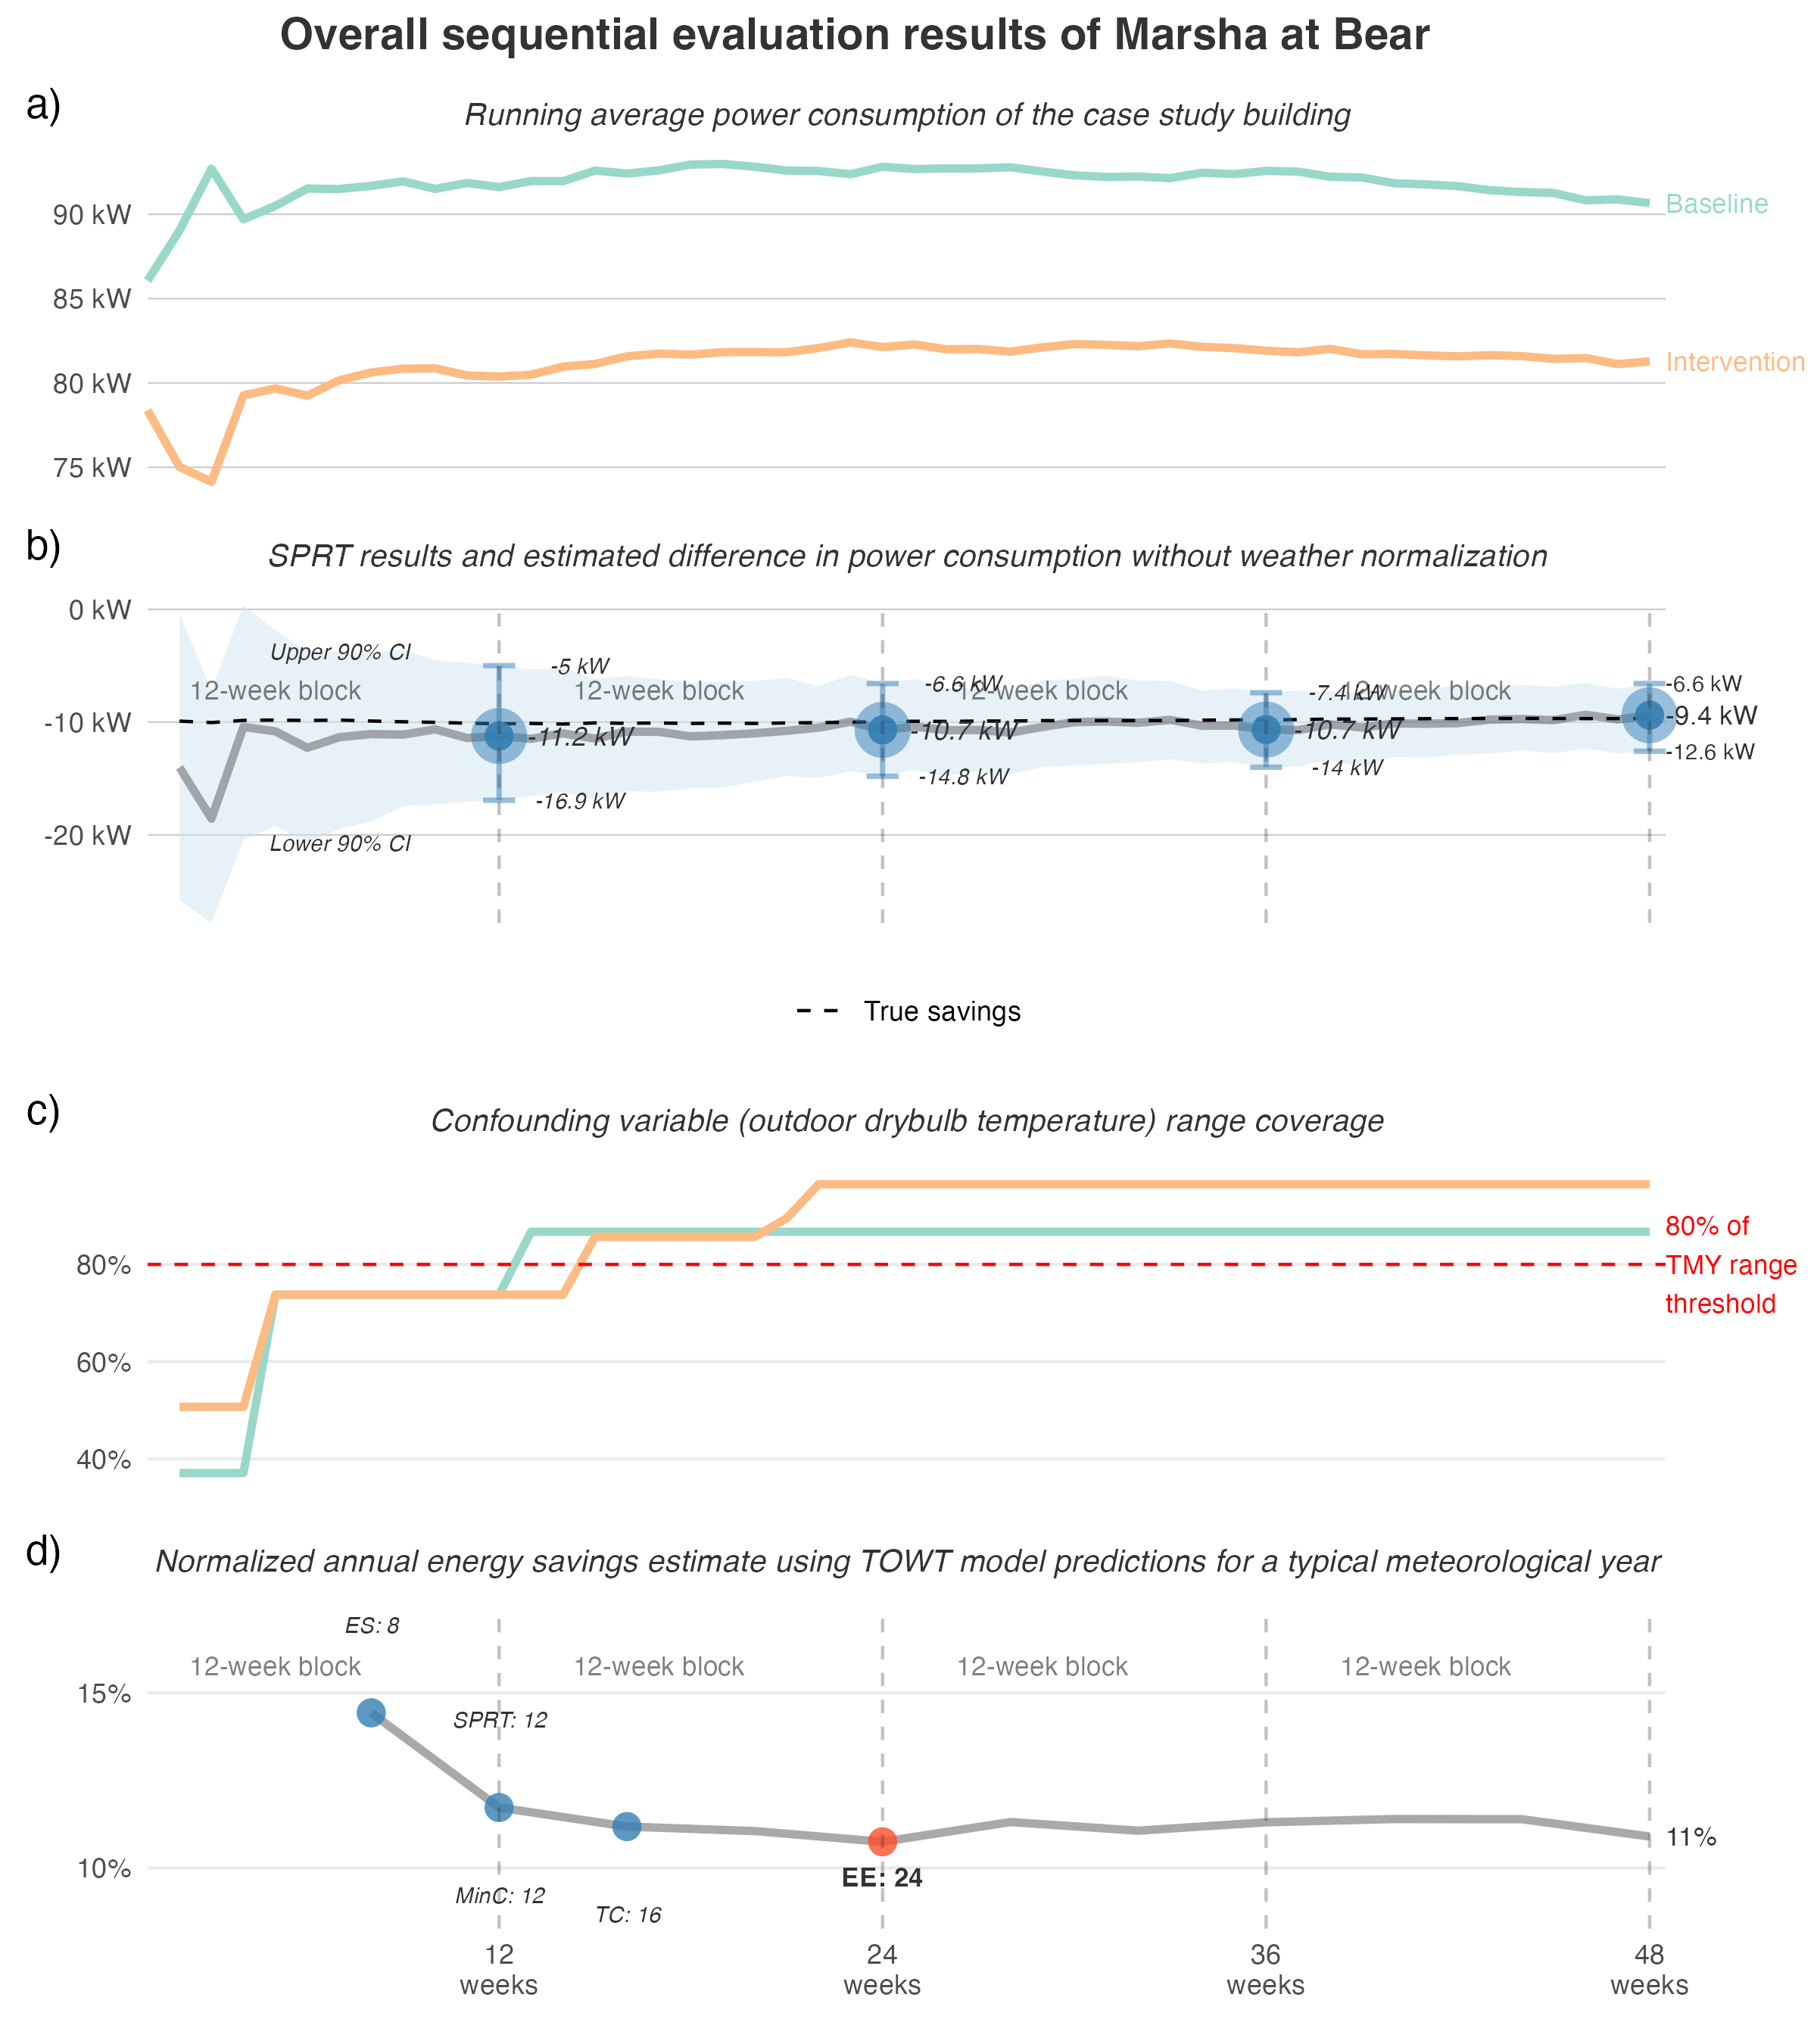 Overall sequential evaluation results of Marsha at Bear
a)
Running average power consumption of the case study building
90 kW
85 kW
80 kW
75 kW
Baseline
Intervention
b)
SPRT results and estimated difference in power consumption without weather normalization
0 kW
-10 kW
-20 kW
Upper 90% CI
Lower 90% CI
12-week block
12-week block
12-week block
12-week block
-5 kW
-11.2 kW
-16.9 kW
-6.6 kW
-10.7 kW
-14.8 kW
-7.4 kW
-10.7 kW
-14 kW
-6.6 kW
-9.4 kW
-12.6 kW
True savings
c)
Confounding variable (outdoor drybulb temperature) range coverage
80%
60%
40%
80% of
TMY range
threshold
d)
Normalized annual energy savings estimate using TOWT model predictions for a typical meteorological year
ES: 8
12-week block
12-week block
12-week block
12-week block
15%
SPRT: 12
11%
10%
EE: 24
MinC: 12
TC: 16
12
weeks
24
weeks
36
weeks
48
weeks